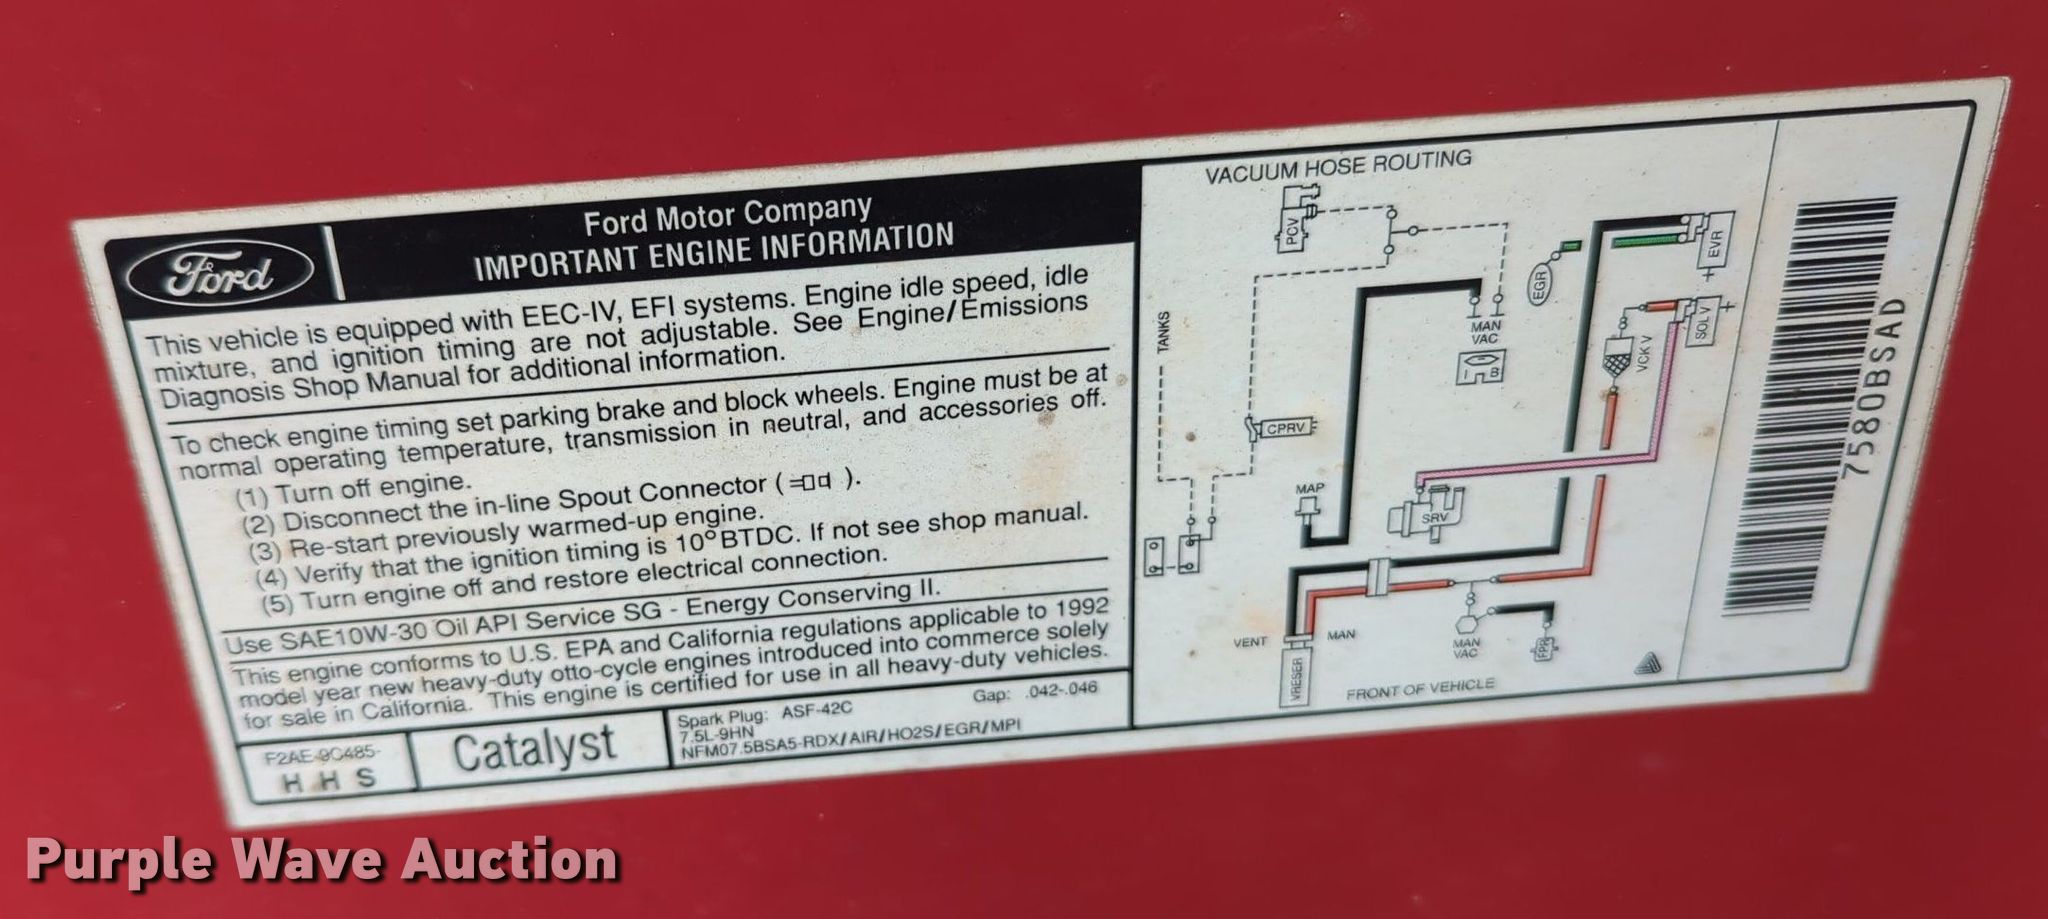 Ford
Ford Motor Company
IMPORTANT ENGINE INFORMATION
This vehicle is equipped with EEC-IV, EFI systems. Engine idle speed, idle
mixture, and ignition timing are not adjustable. See Engine/Emissions
Diagnosis Shop Manual for additional information.
To check engine timing set parking brake and block wheels. Engine must be at
normal operating temperature, transmission in neutral, and accessories off.
(1) Turn off engine.
(2) Disconnect the in-line Spout Connector ( ).
(3) Re-start previously warmed-up engine.
(4) Verify that the ignition timing is 10° BTDC. If not see shop manual.
(5) Turn engine off and restore electrical connection.
Use SAE10W-30 Oil API Service SG - Energy Conserving II.
This engine conforms to U.S. EPA and California regulations applicable to 1992
model year new heavy-duty otto-cycle engines introduced into commerce solely
for sale in California. This engine is certified for use in all heavy-duty vehicles.
F2AE-9C485-
H H S
Catalyst
Spark Plug: ASF-42C Gap: .042-.046
7.5L-9HN
NFM07.5BSA5-RDX/AIR/HO2S/EGR/MPI
VACUUM HOSE ROUTING
PCV
EGR
EVR
TANKS
MAN
VAC
I B
SOL V
VCK V
CPRV
MAP
SRV
VENT
MAN
VRESER
MAN
VAC
FPR
FRONT OF VEHICLE
7580BSAD
Purple Wave Auction